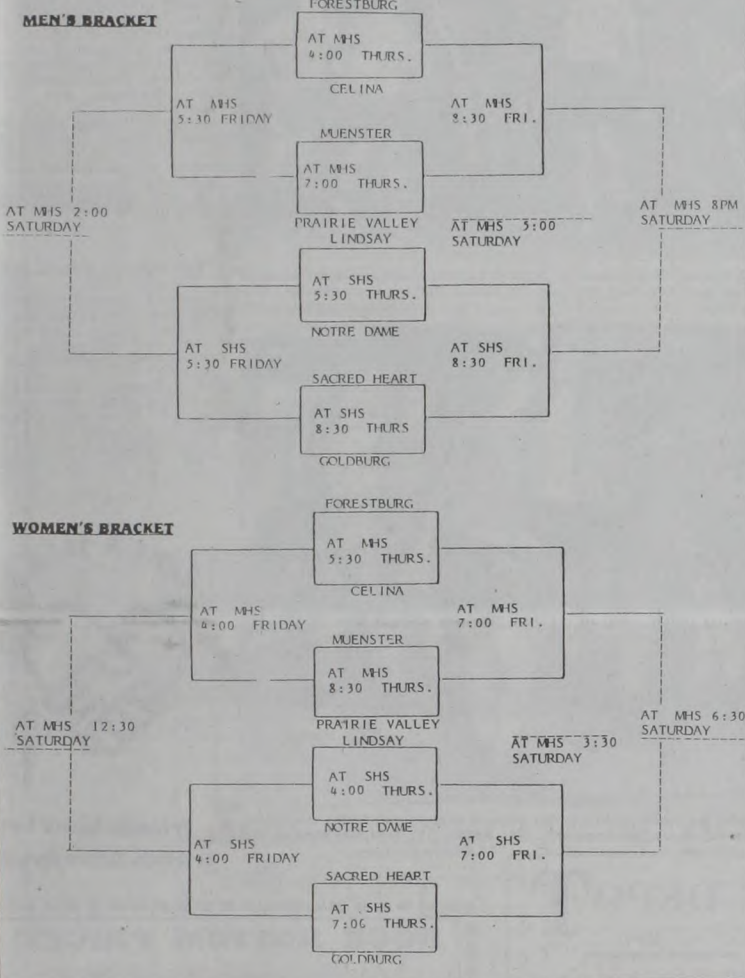 MEN'S BRACKET
FORESTBURG
AT MHS
4:00 THURS.
CELINA
AT MHS
5:30 FRIDAY
AT MHS
8:30 FRI.
MUENSTER
AT MHS
7:00 THURS.
PRAIRIE VALLEY
AT MHS 2:00
SATURDAY
AT MHS 5:00
SATURDAY
AT MHS 8PM
SATURDAY
LINDSAY
AT SHS
5:30 THURS.
NOTRE DAME
AT SHS
5:30 FRIDAY
AT SHS
8:30 FRI.
SACRED HEART
AT SHS
8:30 THURS
GOLDBURG
WOMEN'S BRACKET
FORESTBURG
AT MHS
5:30 THURS.
CELINA
AT MHS
4:00 FRIDAY
AT MHS
7:00 FRI.
MUENSTER
AT MHS
8:30 THURS.
PRAIRIE VALLEY
AT MHS 12:30
SATURDAY
AT MHS 3:30
SATURDAY
AT MHS 6:30
SATURDAY
LINDSAY
AT SHS
4:00 THURS.
NOTRE DAME
AT SHS
4:00 FRIDAY
AT SHS
7:00 FRI.
SACRED HEART
AT SHS
7:00 THURS.
GOLDBURG